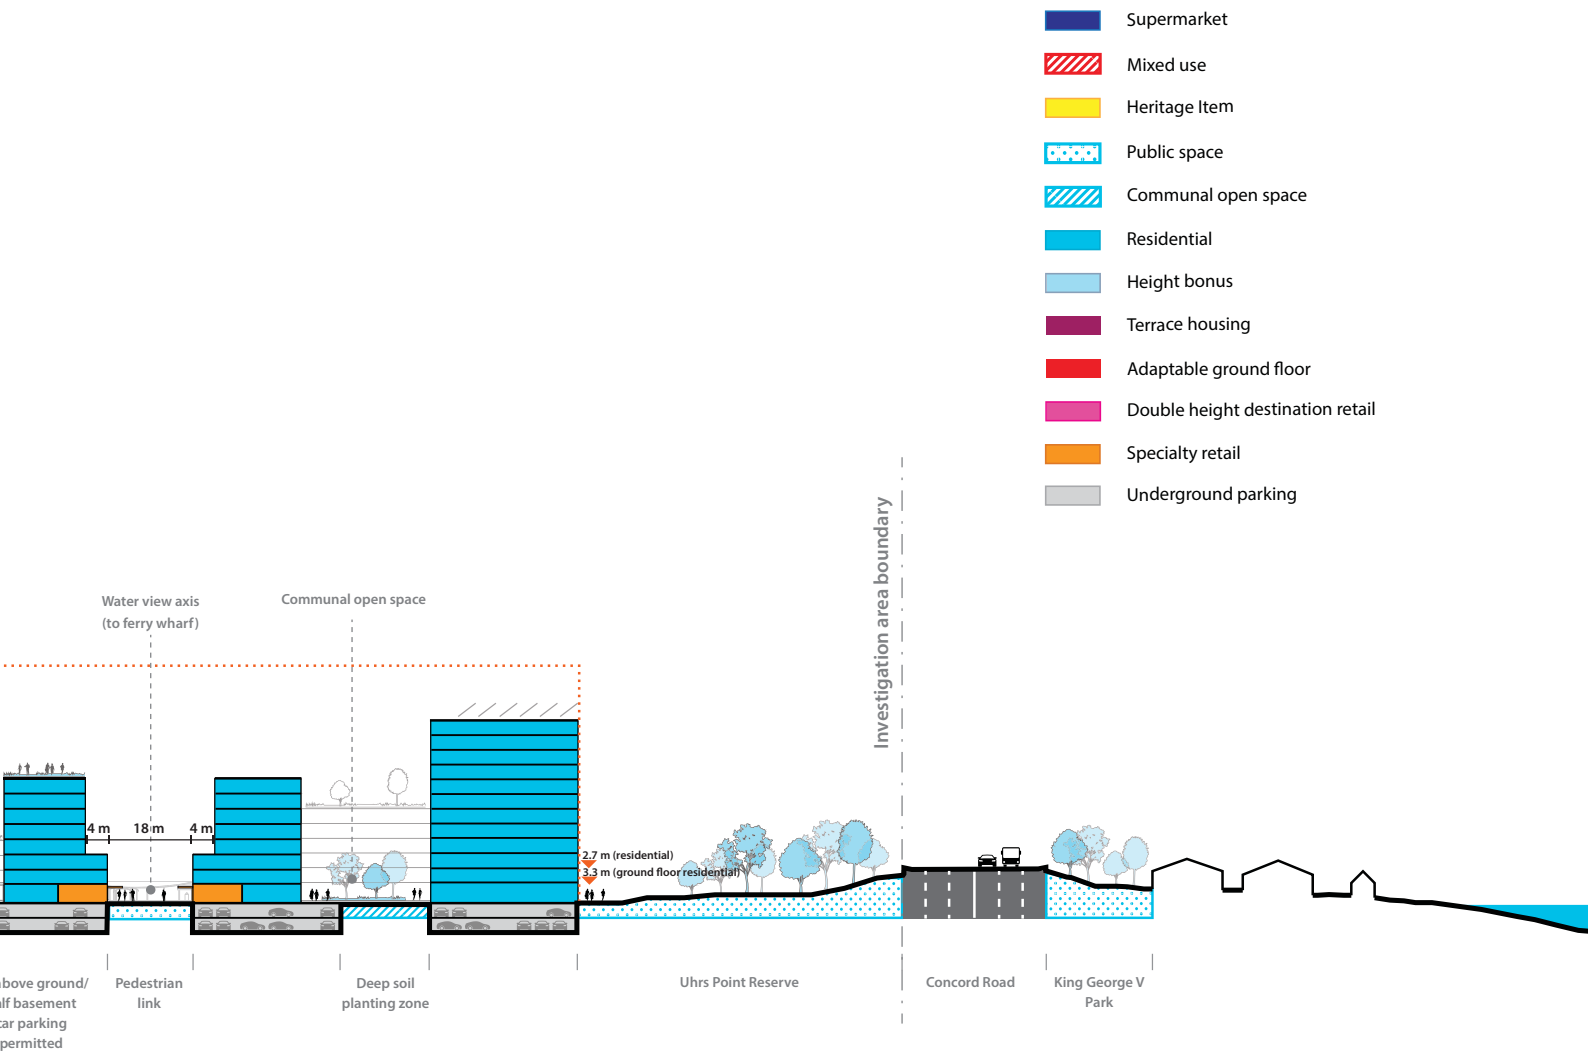 Supermarket
Mixed use
Heritage Item
Public space
Communal open space
Residential
Height bonus
Terrace housing
Adaptable ground floor
Double height destination retail
Specialty retail
Underground parking
Investigation area boundary
Water view axis
(to ferry wharf)
Communal open space
4 m
18 m
4 m
2.7 m (residential)
3.3 m (ground floor residential)
above ground/
half basement
car parking
permitted
Pedestrian
link
Deep soil
planting zone
Uhrs Point Reserve
Concord Road
King George V
Park